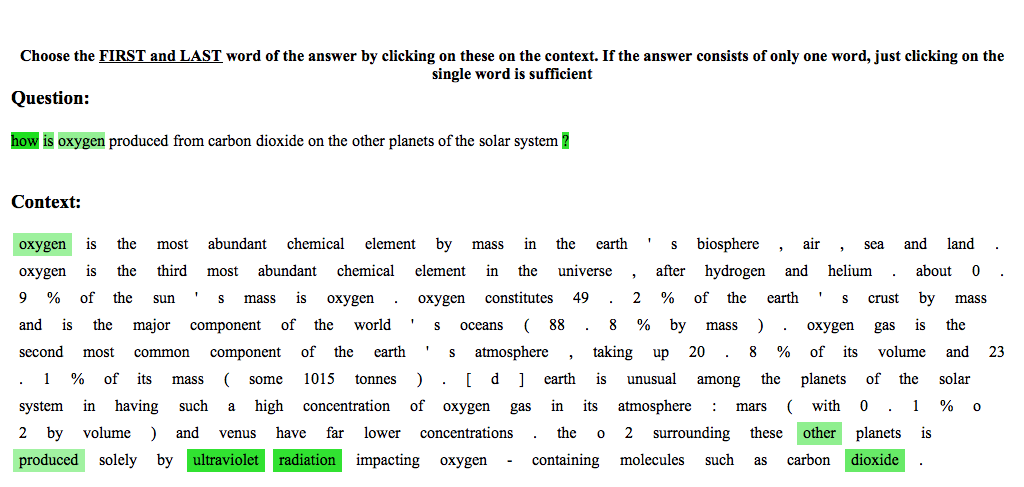 Choose the FIRST and LAST word of the answer by clicking on these on the context. If the answer consists of only one word, just clicking on the
single word is sufficient
Question:
how is oxygen produced from carbon dioxide on the other planets of the solar system ?
Context:
oxygen is the most abundant chemical element by mass in the earth ' s biosphere , air , sea and land .
oxygen is the third most abundant chemical element in the universe , after hydrogen and helium . about 0 .
9 % of the sun ' s mass is oxygen . oxygen constitutes 49 . 2 % of the earth ' s crust by mass
and is the major component of the world ' s oceans ( 88 . 8 % by mass ) . oxygen gas is the
second most common component of the earth ' s atmosphere , taking up 20 . 8 % of its volume and 23
. 1 % of its mass ( some 1015 tonnes ) . [ d ] earth is unusual among the planets of the solar
system in having such a high concentration of oxygen gas in its atmosphere : mars ( with 0 . 1 % o
2 by volume ) and venus have far lower concentrations . the o 2 surrounding these other planets is
produced solely by ultraviolet radiation impacting oxygen - containing molecules such as carbon dioxide .